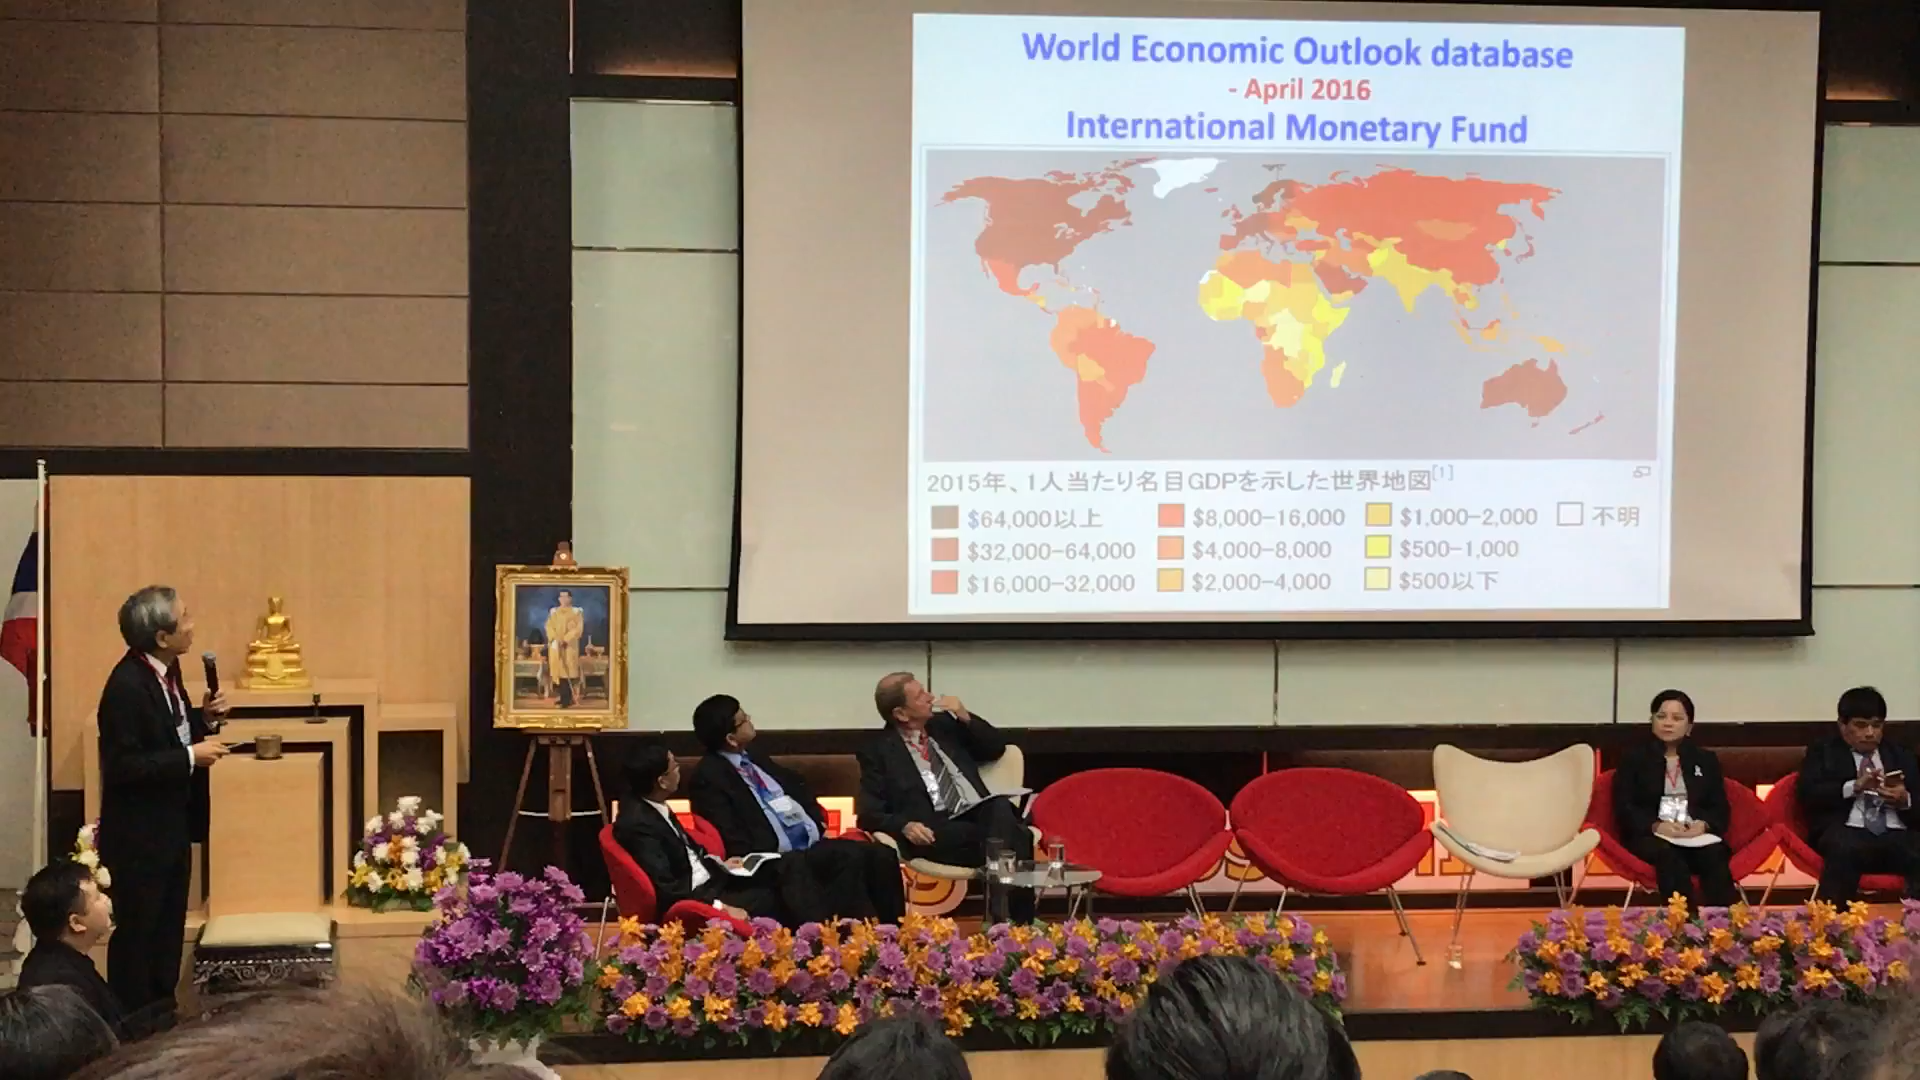 World Economic Outlook database
- April 2016
International Monetary Fund
2015年、1人当たり名目GDPを示した世界地図[1]
$64,000以上
$8,000–16,000
$1,000–2,000
不明
$32,000–64,000
$4,000–8,000
$500–1,000
$16,000–32,000
$2,000–4,000
$500以下